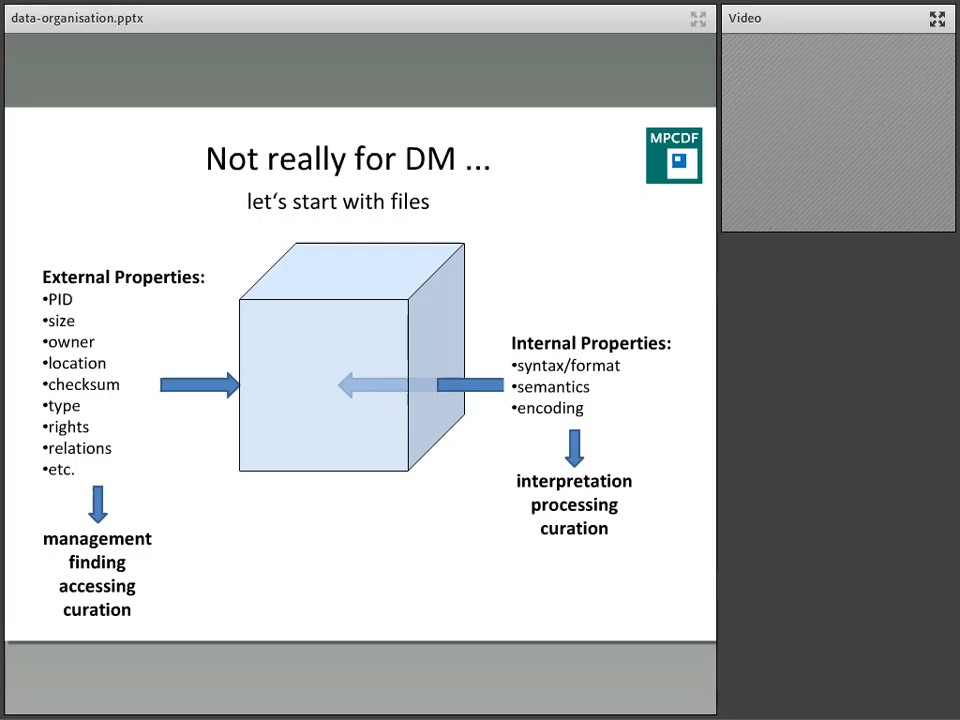 data-organisation.pptx
Video
Not really for DM ...
let‘s start with files
MPCDF
External Properties:
•PID
•size
•owner
•location
•checksum
•type
•rights
•relations
•etc.
management
finding
accessing
curation
Internal Properties:
•syntax/format
•semantics
•encoding
interpretation
processing
curation